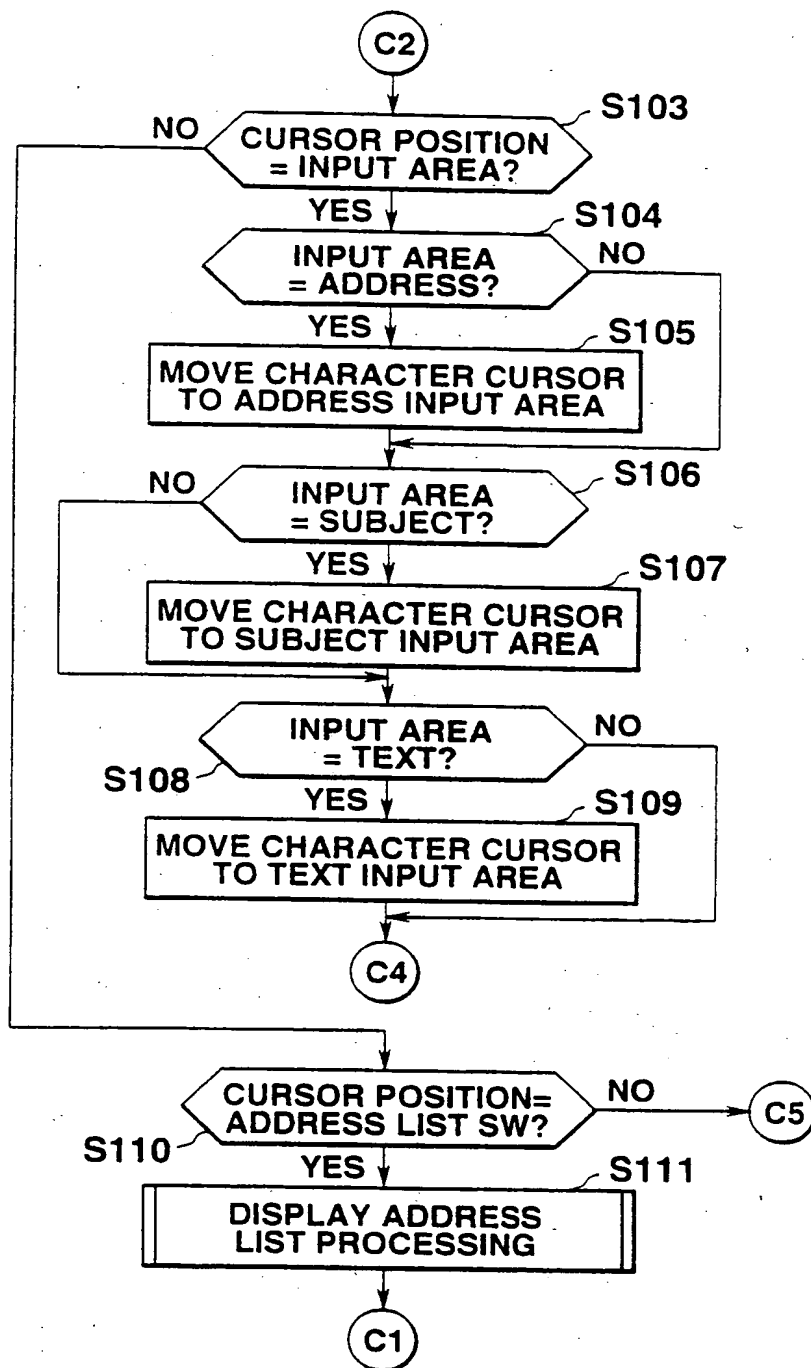 C2
S103
NO
CURSOR POSITION
= INPUT AREA?
YES
S104
INPUT AREA
= ADDRESS?
NO
YES
S105
MOVE CHARACTER CURSOR
TO ADDRESS INPUT AREA
NO
S106
INPUT AREA
= SUBJECT?
YES
S107
MOVE CHARACTER CURSOR
TO SUBJECT INPUT AREA
INPUT AREA
= TEXT?
NO
S108
YES
S109
MOVE CHARACTER CURSOR
TO TEXT INPUT AREA
C4
CURSOR POSITION=
ADDRESS LIST SW?
NO
C5
S110
YES
S111
DISPLAY ADDRESS
LIST PROCESSING
C1